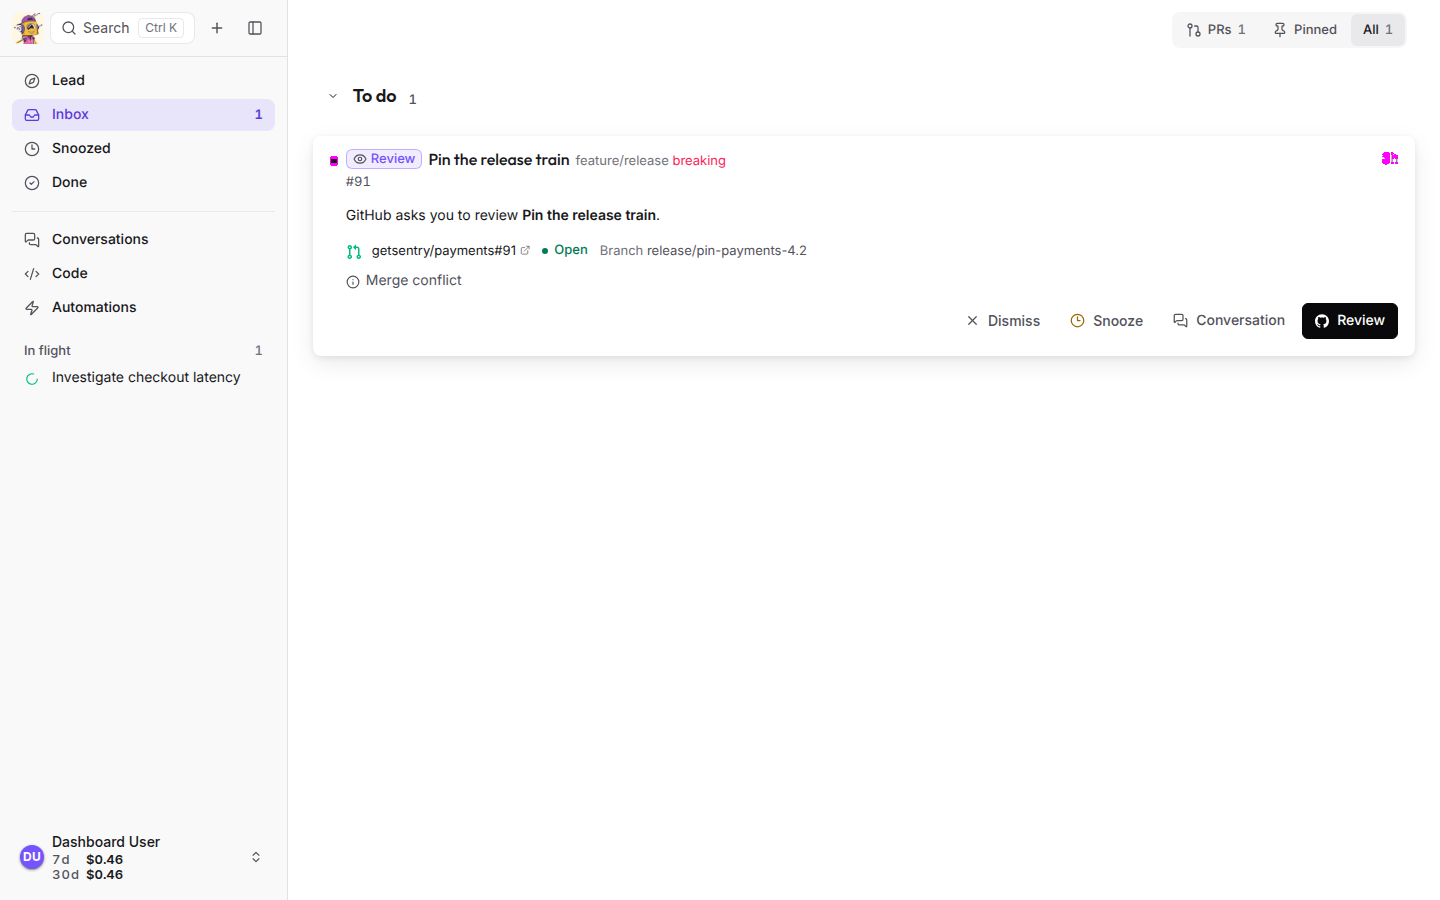 Search Ctrl K
PRs 1 Pinned All 1
Lead
Inbox 1
Snoozed
Done
Conversations
Code
Automations
In flight 1
Investigate checkout latency
To do 1
Review Pin the release train feature/release breaking
#91
GitHub asks you to review Pin the release train.
getsentry/payments#91 Open Branch release/pin-payments-4.2
Merge conflict
Dismiss Snooze Conversation Review
DU Dashboard User
7d $0.46
30d $0.46